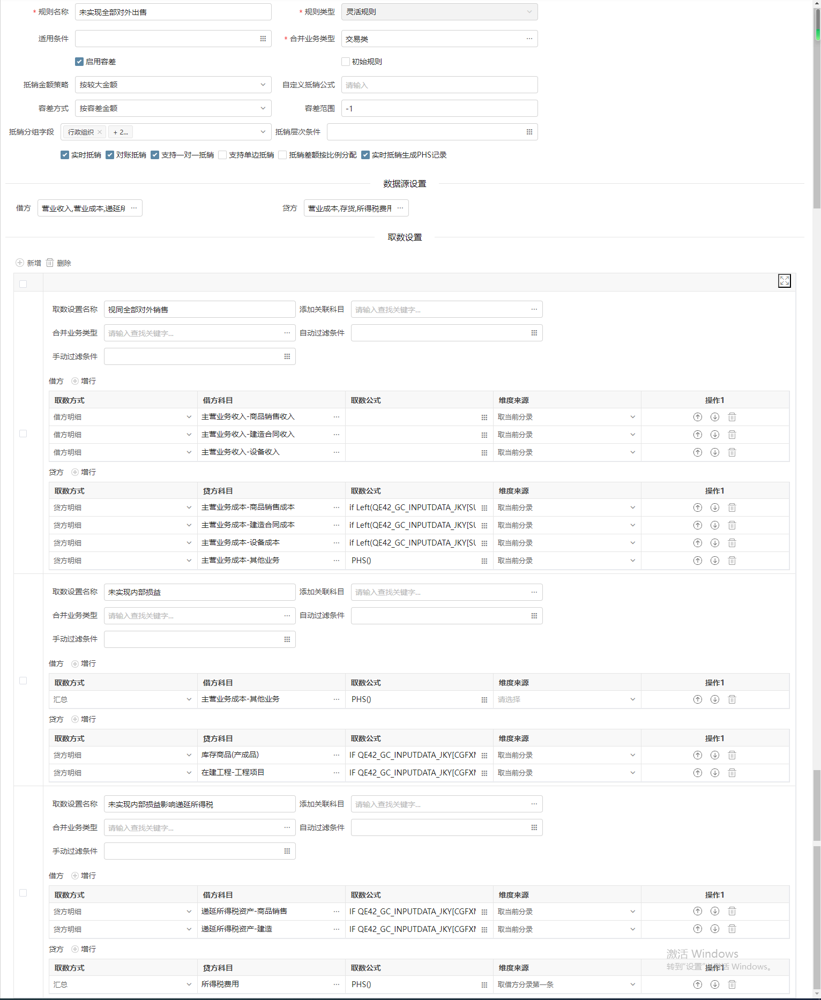 * 规则名称 未实现全部对外出售 * 规则类型 灵活规则
适用条件 * 合并业务类型 交易类 ...
启用容差 初始规则
抵销金额策略 按较大金额 自定义抵销公式 请输入
容差方式 按容差金额 容差范围 -1
抵销分组字段 行政组织 × + 2... 抵销层次条件
实时抵销 对账抵销 支持一对一抵销 支持单边抵销 抵销差额按比例分配 实时抵销生成PHS记录
数据源设置
借方 营业收入,营业成本,递延 ... 贷方 营业成本,存货,所得税费用 ...
取数设置
新增 删除
取数设置名称 视同全部对外销售 添加关联科目 请输入查找关键字... ...
合并业务类型 请输入查找关键字... ... 自动过滤条件
手动过滤条件
借方 增行
取数方式 借方科目 取数公式 维度来源 操作1
借方明细 主营业务收入-商品销售收入 ... 取当前分录
借方明细 主营业务收入-建造合同收入 ... 取当前分录
借方明细 主营业务收入-设备收入 ... 取当前分录
贷方 增行
取数方式 贷方科目 取数公式 维度来源 操作1
贷方明细 主营业务成本-商品销售成本 ... if Left(QE42_GC_INPUTDATA_JKY[SU 取当前分录
贷方明细 主营业务成本-建造合同成本 ... if Left(QE42_GC_INPUTDATA_JKY[SU 取当前分录
贷方明细 主营业务成本-设备成本 ... if Left(QE42_GC_INPUTDATA_JKY[SU 取当前分录
贷方明细 主营业务成本-其他业务 ... PHS() 取当前分录
取数设置名称 未实现内部损益 添加关联科目 请输入查找关键字... ...
合并业务类型 请输入查找关键字... ... 自动过滤条件
手动过滤条件
借方 增行
取数方式 借方科目 取数公式 维度来源 操作1
汇总 主营业务成本-其他业务 ... PHS() 请选择
贷方 增行
取数方式 贷方科目 取数公式 维度来源 操作1
贷方明细 库存商品(产成品) ... IF QE42_GC_INPUTDATA_JKY[CGFXM 取当前分录
贷方明细 在建工程-工程项目 ... IF QE42_GC_INPUTDATA_JKY[CGFXM 取当前分录
取数设置名称 未实现内部损益影响递延所得税 添加关联科目 请输入查找关键字... ...
合并业务类型 请输入查找关键字... ... 自动过滤条件
手动过滤条件
借方 增行
取数方式 借方科目 取数公式 维度来源 操作1
贷方明细 递延所得税资产-商品销售 ... IF QE42_GC_INPUTDATA_JKY[CGFXM 取当前分录
贷方明细 递延所得税资产-建造 ... IF QE42_GC_INPUTDATA_JKY[CGFXM 取当前分录
贷方 增行
激活 Windows
取数方式 贷方科目 取数公式 维度来源 操作1
转到"设置"以激活 Windows。
汇总 所得税费用 ... PHS() 取借方分录第一条